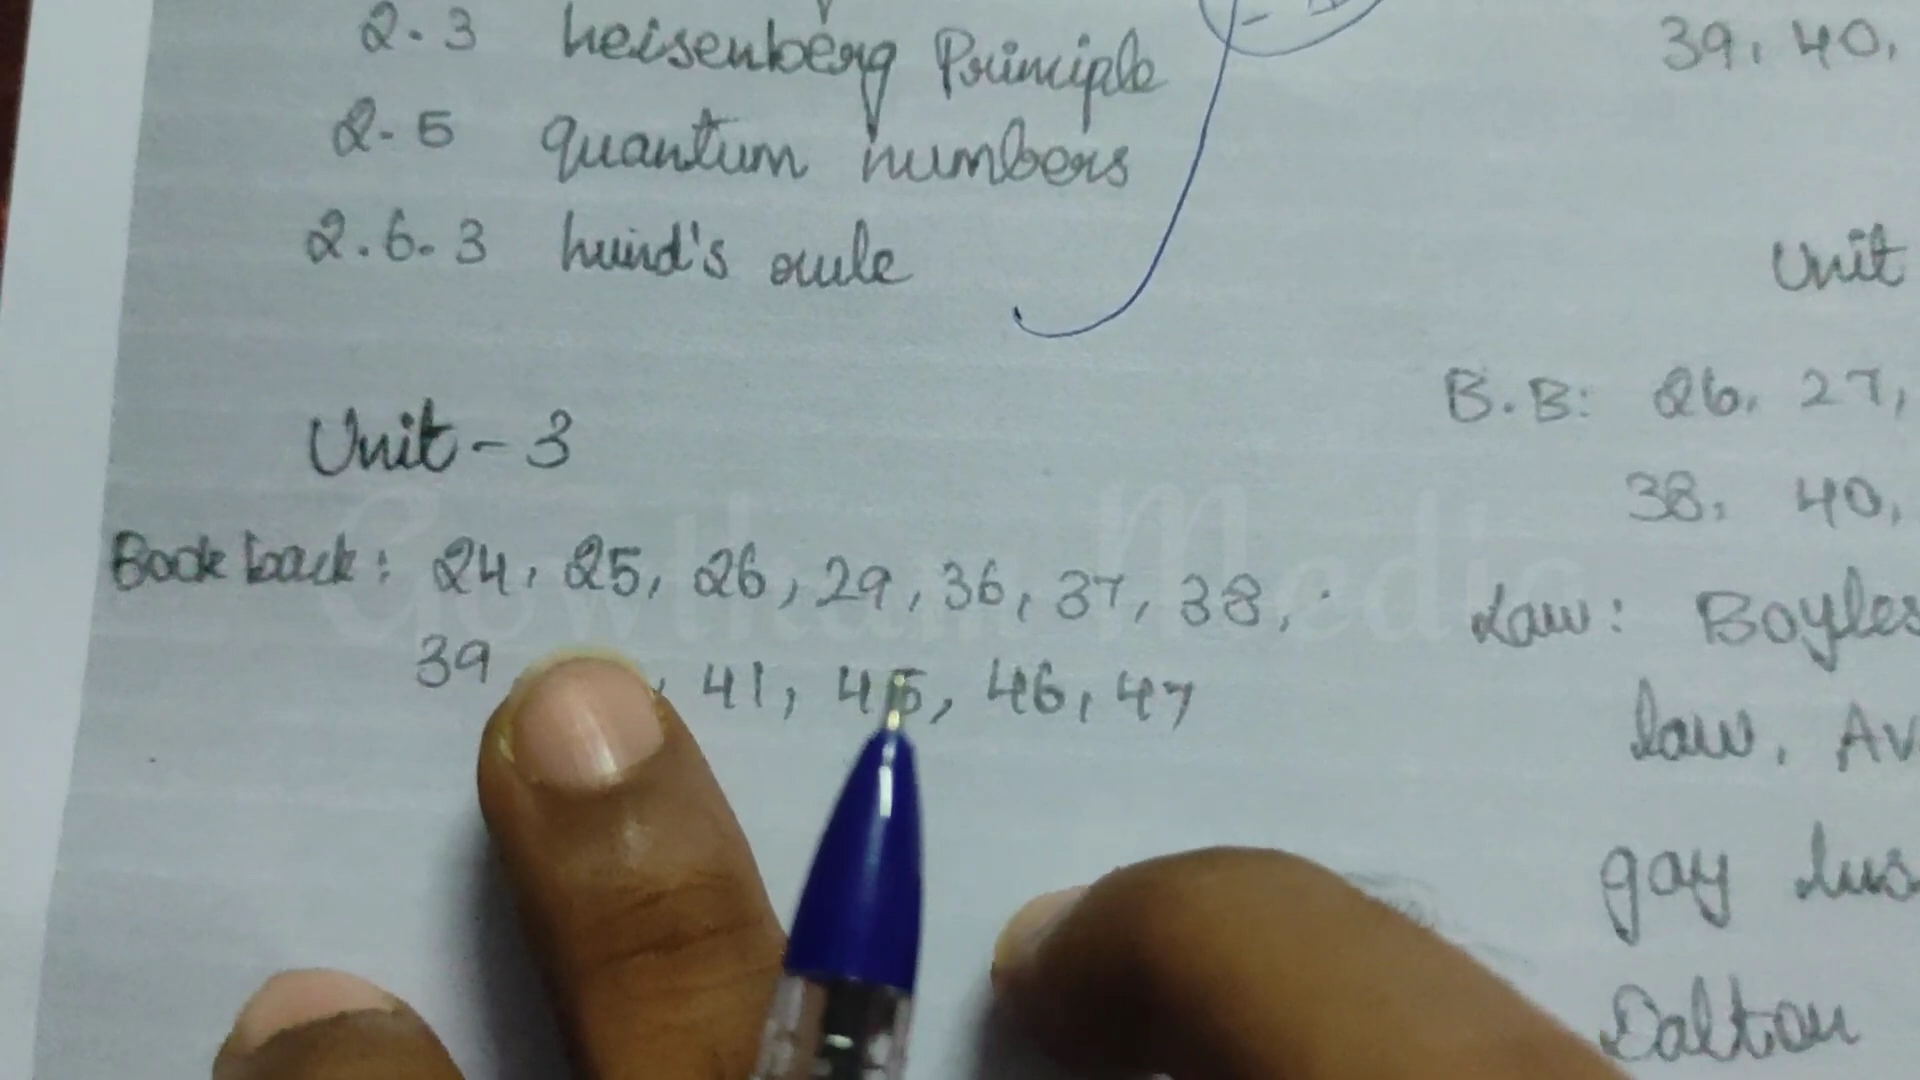 2.3 heisenberg Principle
2.5 quantum numbers
2.6.3 hund's rule
Unit - 3
Book back: 24, 25, 26, 29, 36, 37, 38,
39 , 41, 45, 46, 47
39, 40,
Unit
B.B: 26, 27,
38, 40,
Law: Boyles
law, Av
gay lus
Dalton
Gowtham Media